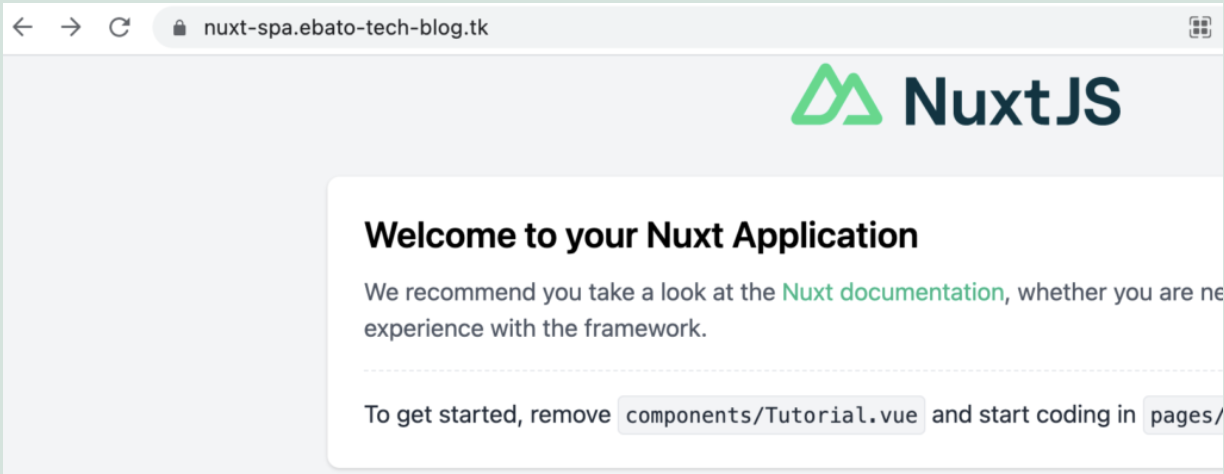 nuxt-spa.ebato-tech-blog.tk
NuxtJS
Welcome to your Nuxt Application
We recommend you take a look at the Nuxt documentation, whether you are ne
experience with the framework.
To get started, remove components/Tutorial.vue and start coding in pages/